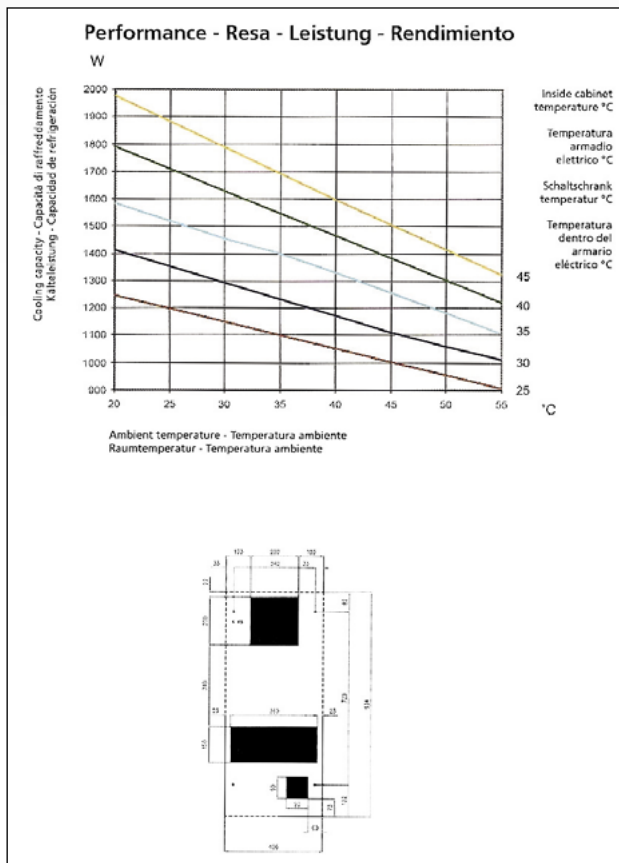 Performance - Resa - Leistung - Rendimiento
W
Cooling capacity - Capacitá di raffreddamento
Kälteleistung - Capacidad de refrigeración
2000
1900
1800
1700
1600
1500
1400
1300
1200
1100
1000
900
20 25 30 35 40 45 50 55
°C
Inside cabinet
temperature °C
Temperatura
armadio
elettrico °C
Schaltschrank
temperatur °C
Temperatura
dentro del
armario
eléctrico °C
45
40
35
30
25
Ambient temperature - Temperatura ambiente
Raumtemperatur - Temperatura ambiente